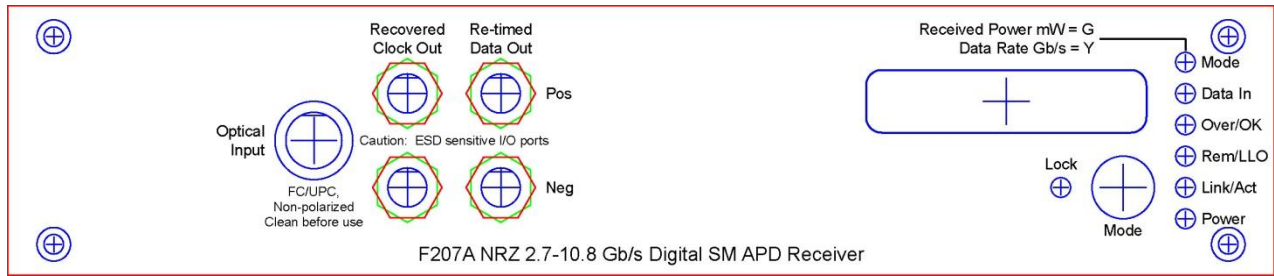 Recovered
Clock Out
Re-timed
Data Out
Received Power mW = G
Data Rate Gb/s = Y
Mode
Pos
Data In
Optical
Input
Caution:  ESD sensitive I/O ports
Over/OK
Lock
Rem/LLO
FC/UPC,
Non-polarized
Clean before use
Neg
Link/Act
Mode
Power
F207A NRZ 2.7-10.8 Gb/s Digital SM APD Receiver